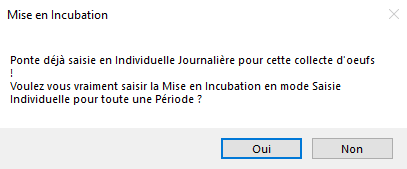 Mise en Incubation
Ponte déjà saisie en Individuelle Journalière pour cette collecte d'oeufs
!
Voulez vous vraiment saisir la Mise en Incubation en mode Saisie
Individuelle pour toute une Période ?
Oui Non